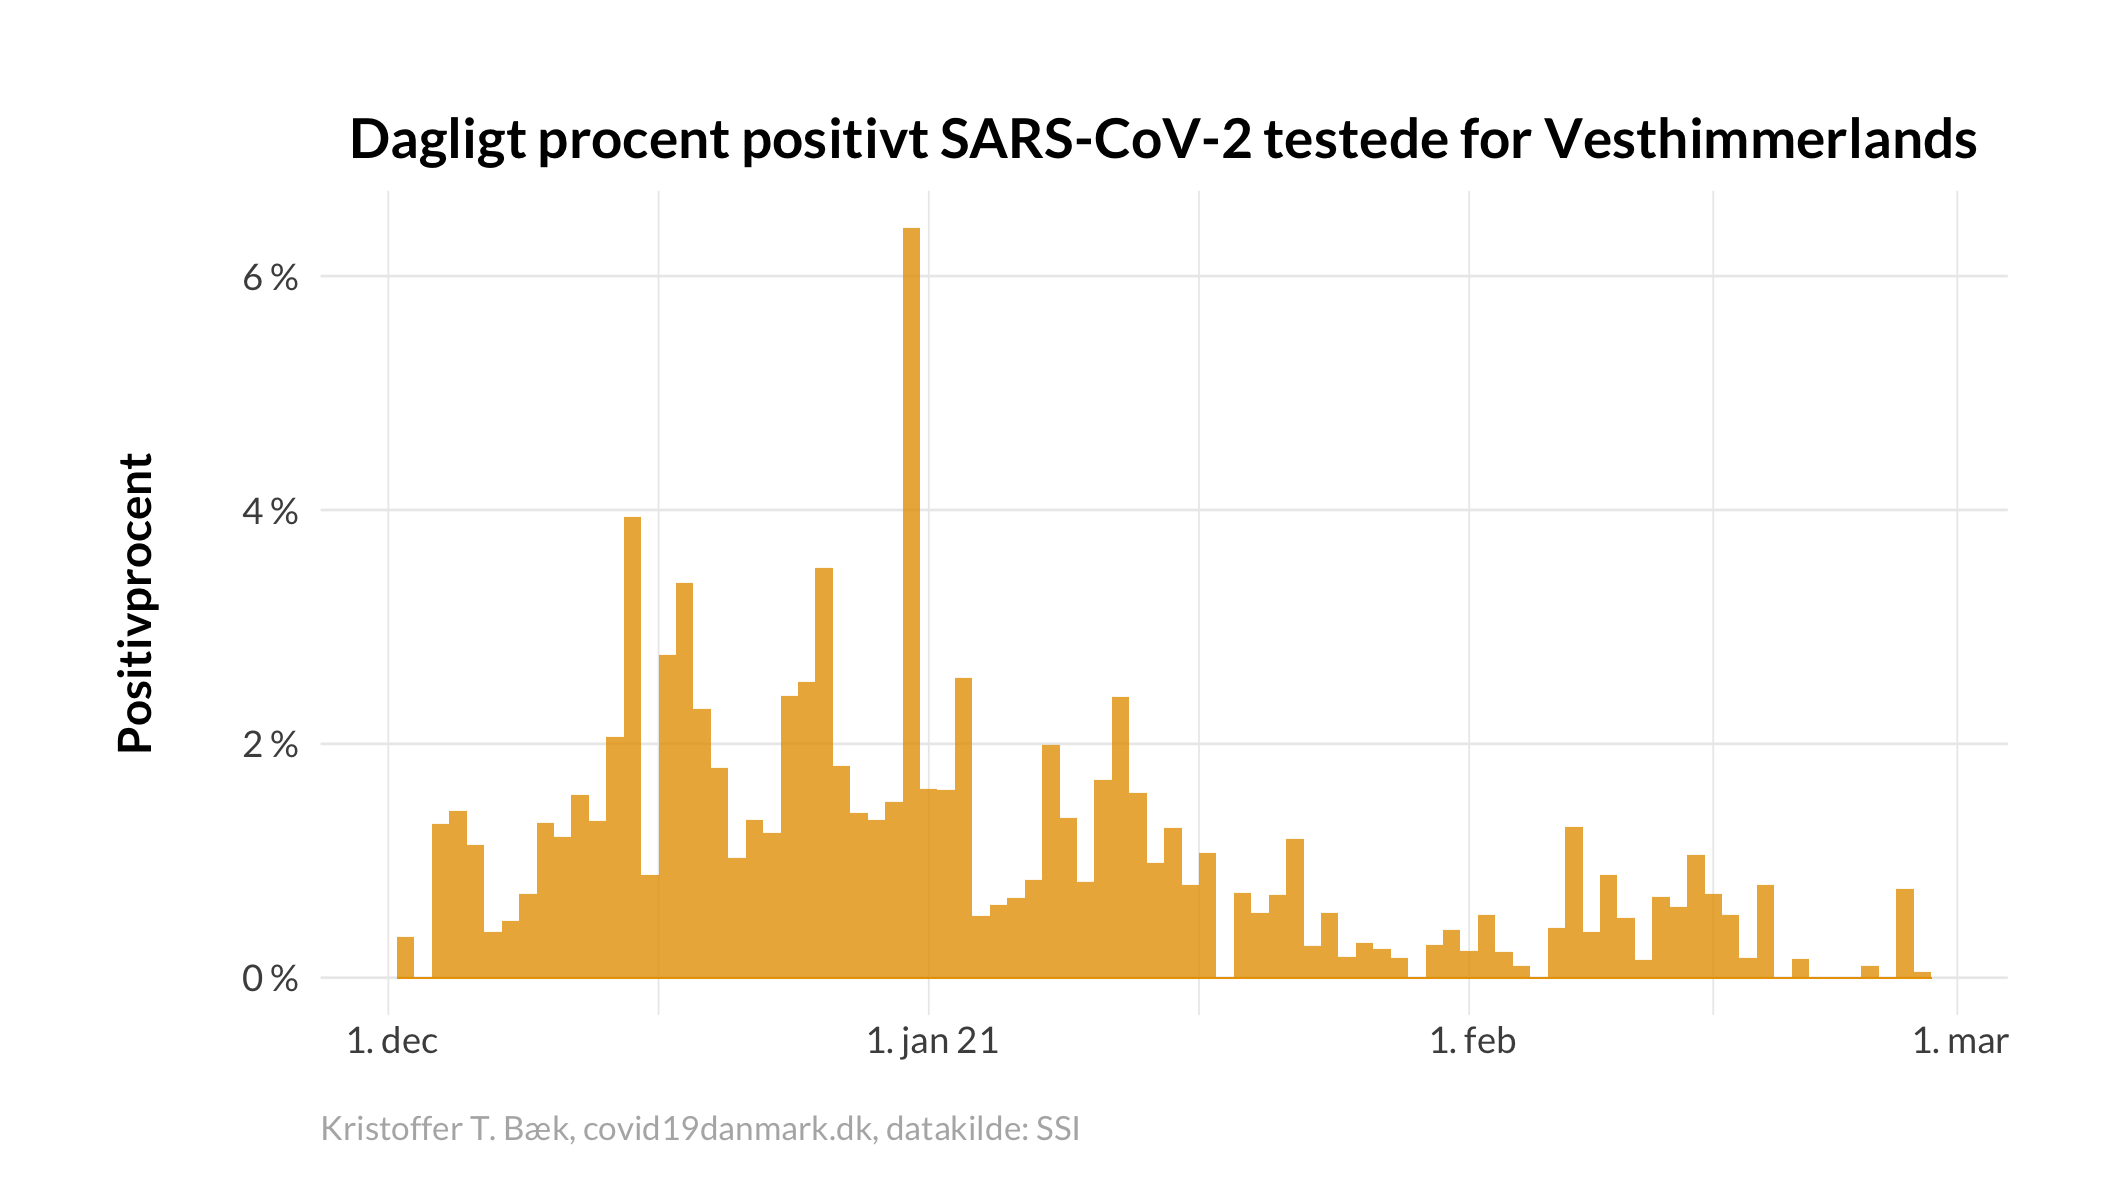 Dagligt procent positivt SARS-CoV-2 testede for Vesthimmerlands
Positivprocent
6 %
4 %
2 %
0 %
1. dec
1. jan 21
1. feb
1. mar
Kristoffer T. Bæk, covid19danmark.dk, datakilde: SSI